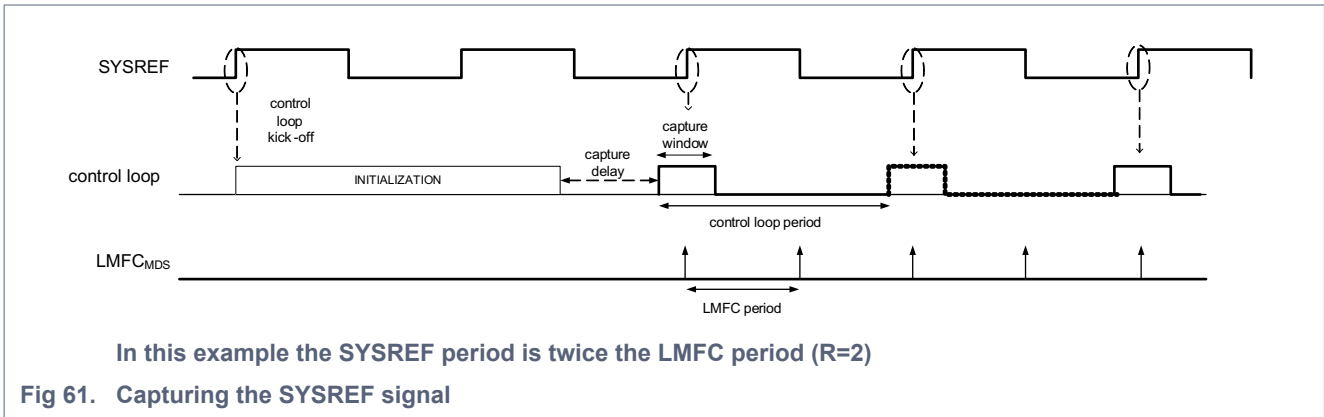 SYSREF
control
loop
kick-off
capture
window
capture
delay
control loop
INITIALIZATION
control loop period
LMFCMDS
LMFC period
In this example the SYSREF period is twice the LMFC period (R=2)
Fig 61. Capturing the SYSREF signal